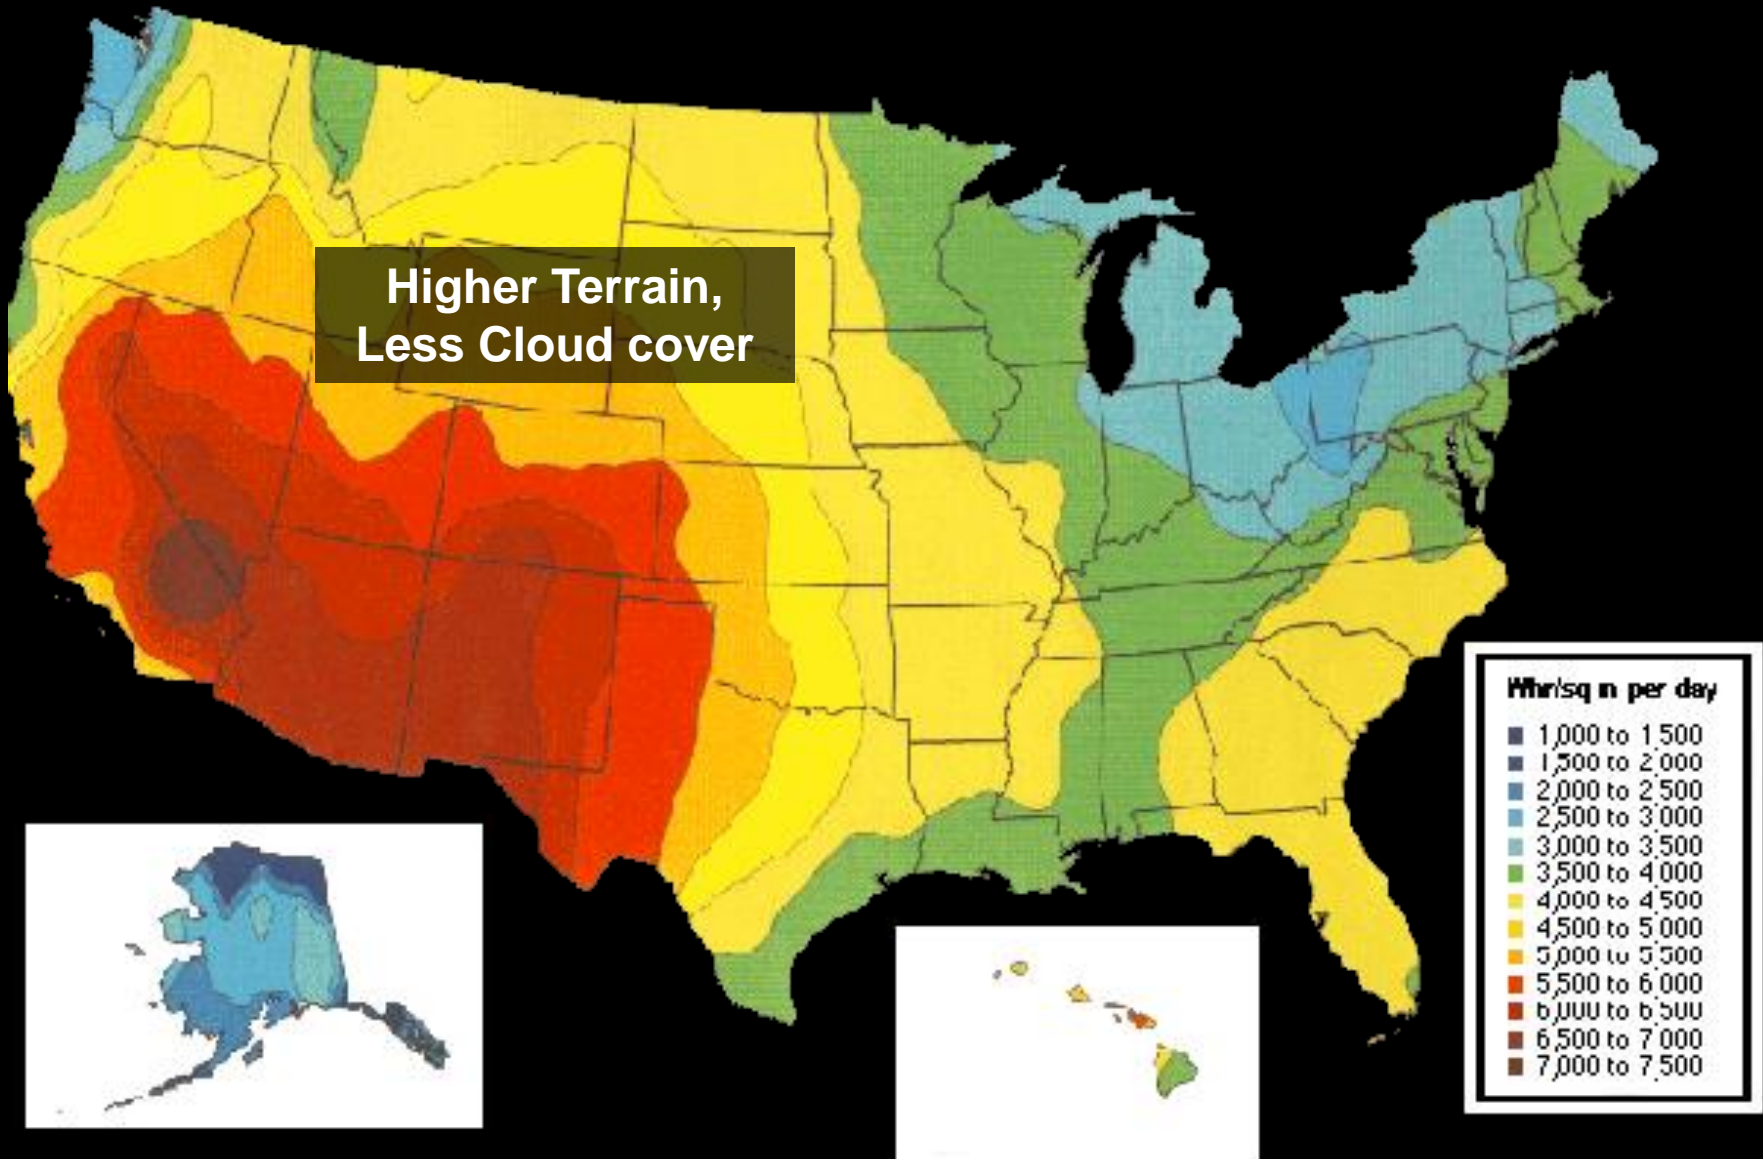 Higher Terrain,
Less Cloud cover
Whr/sq m per day
1,000 to 1,500
1,500 to 2,000
2,000 to 2,500
2,500 to 3,000
3,000 to 3,500
3,500 to 4,000
4,000 to 4,500
4,500 to 5,000
5,000 to 5,500
5,500 to 6,000
6,000 to 6,500
6,500 to 7,000
7,000 to 7,500